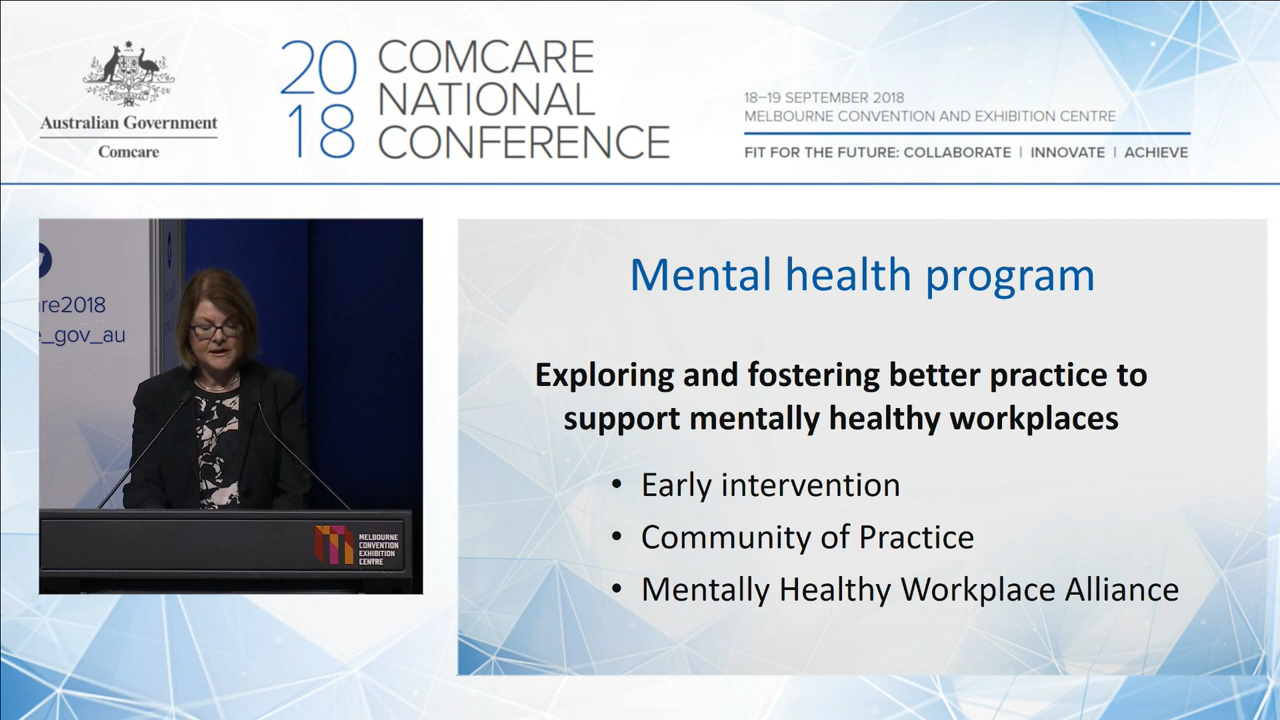 Australian Government
Comcare
20
18
COMCARE
NATIONAL
CONFERENCE
18–19 SEPTEMBER 2018
MELBOURNE CONVENTION AND EXHIBITION CENTRE
FIT FOR THE FUTURE: COLLABORATE | INNOVATE | ACHIEVE
re2018
_gov_au
MELBOURNE
CONVENTION
EXHIBITION
CENTRE
Mental health program
Exploring and fostering better practice to
support mentally healthy workplaces
• Early intervention
• Community of Practice
• Mentally Healthy Workplace Alliance